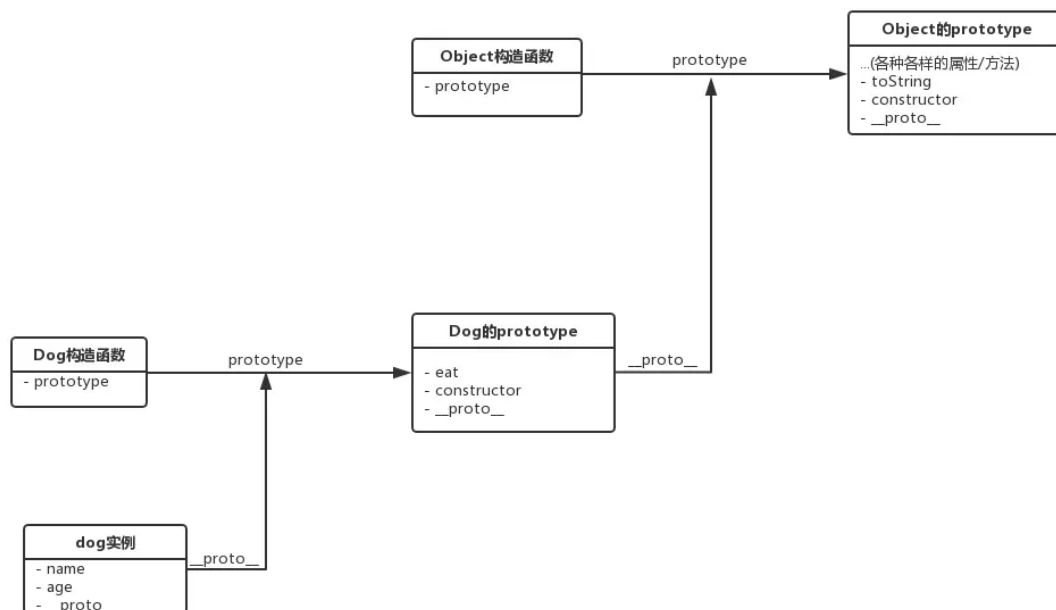 Object的prototype
...(各种各样的属性/方法)
- toString
- constructor
- __proto__
Object构造函数
- prototype
prototype
Dog的prototype
- eat
- constructor
- __proto__
__proto__
Dog构造函数
- prototype
prototype
dog实例
- name
- age
- __proto__
__proto__